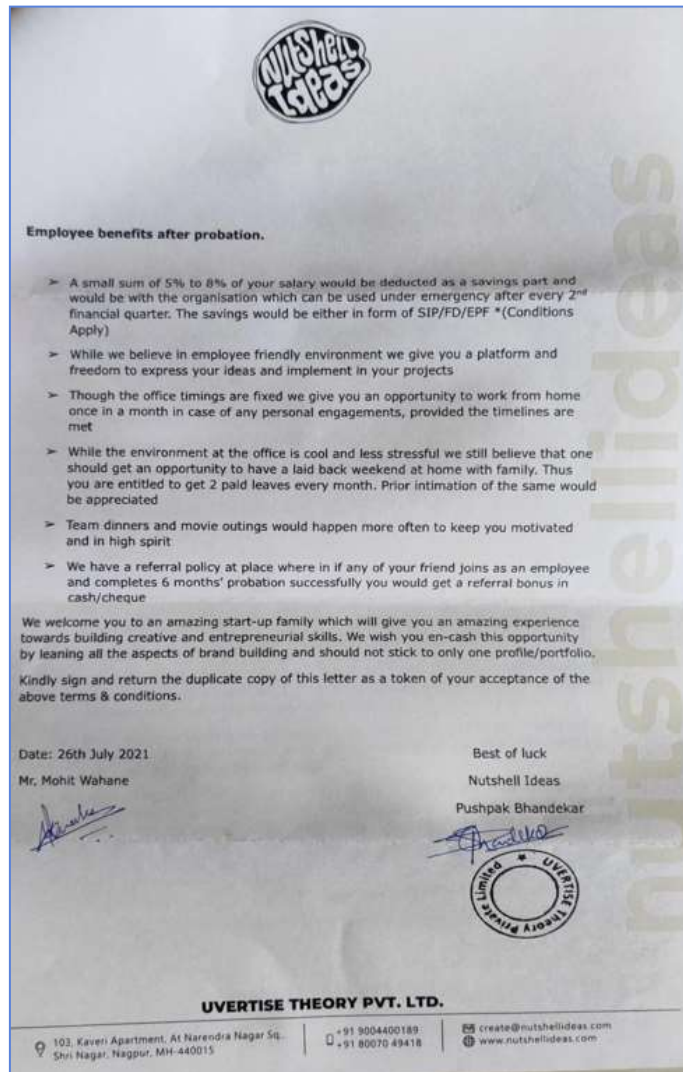 Nutshell
Ideas
Employee benefits after probation.
➤ A small sum of 5% to 8% of your salary would be deducted as a savings part and
would be with the organisation which can be used under emergency after every 2nd
financial quarter. The savings would be either in form of SIP/FD/EPF *(Conditions
Apply)
➤ While we believe in employee friendly environment we give you a platform and
freedom to express your ideas and implement in your projects
➤ Though the office timings are fixed we give you an opportunity to work from home
once in a month in case of any personal engagements, provided the timelines are
met
➤ While the environment at the office is cool and less stressful we still believe that one
should get an opportunity to have a laid back weekend at home with family. Thus
you are entitled to get 2 paid leaves every month. Prior intimation of the same would
be appreciated
➤ Team dinners and movie outings would happen more often to keep you motivated
and in high spirit
➤ We have a referral policy at place where in if any of your friend joins as an employee
and completes 6 months' probation successfully you would get a referral bonus in
cash/cheque
We welcome you to an amazing start-up family which will give you an amazing experience
towards building creative and entrepreneurial skills. We wish you en-cash this opportunity
by leaning all the aspects of brand building and should not stick to only one profile/portfolio.
Kindly sign and return the duplicate copy of this letter as a token of your acceptance of the
above terms & conditions.
Date: 26th July 2021
Best of luck
Mr. Mohit Wahane
Nutshell Ideas
Pushpak Bhandekar
UVERTISE Theory Private Limited
nutshellideas
UVERTISE THEORY PVT. LTD.
103, Kaveri Apartment, At Narendra Nagar Sq.,
Shri Nagar, Nagpur, MH-440015
+91 9004400189
+91 80070 49418
create@nutshellideas.com
www.nutshellideas.com